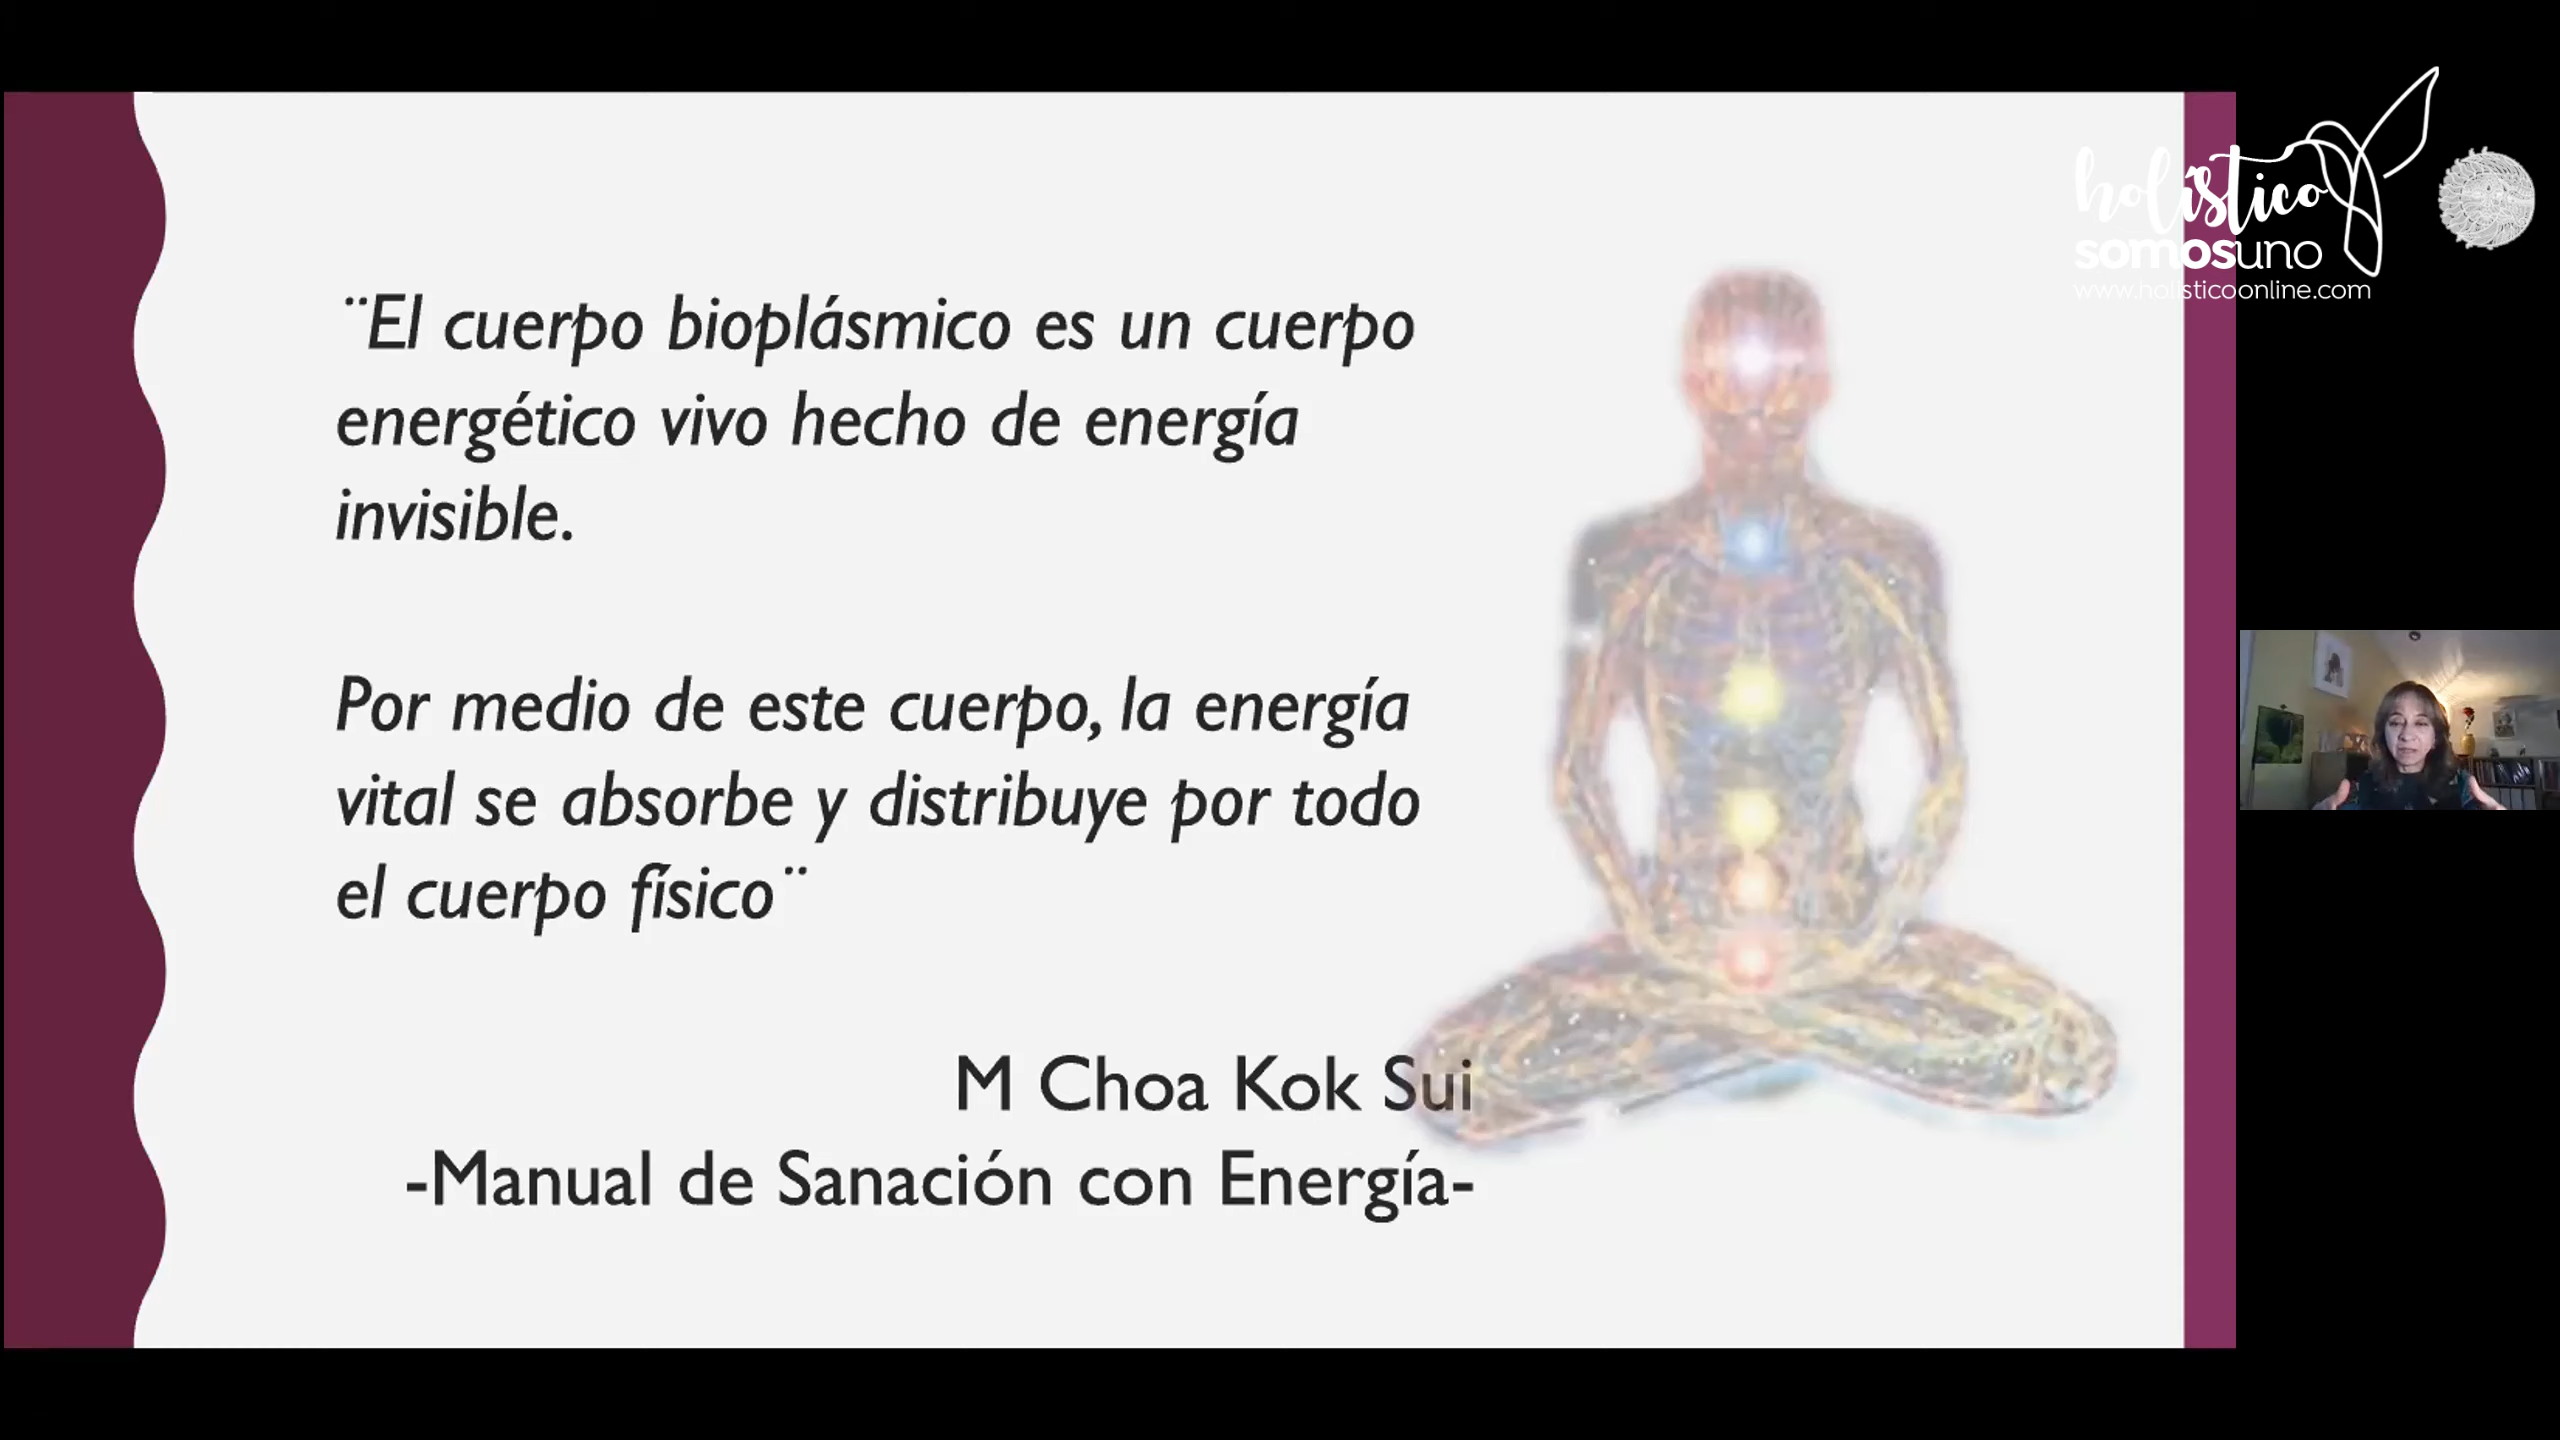 ¨El cuerpo bioplásmico es un cuerpo
energético vivo hecho de energía
invisible.
Por medio de este cuerpo, la energía
vital se absorbe y distribuye por todo
el cuerpo físico¨
M Choa Kok Sui
-Manual de Sanación con Energía-
holístico
somosuno
www.holisticoonline.com